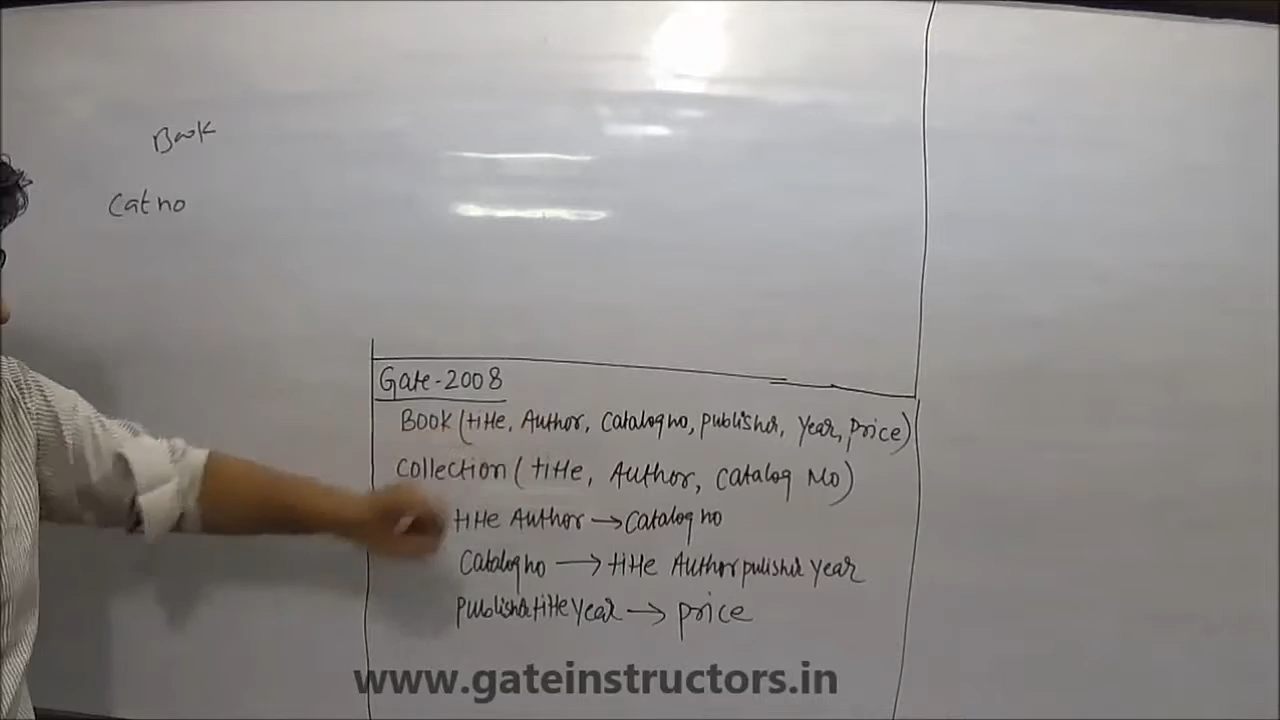 Book
Cat no
Gate-2008
Book (title, Author, Catalog no, publisher, Year, price)
Collection (title, Author, Catalog No)
title Author → Catalog no
Catalog no → title Author pulisher year
publisher title year → price
www.gateinstructors.in